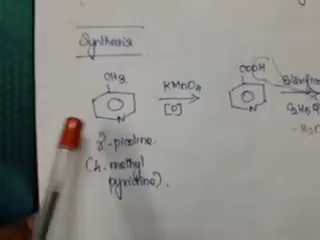 Synthesis
CH3
KMnO4
[O]
N
COOH
N
γ-picoline
(4-methyl
pyridine).